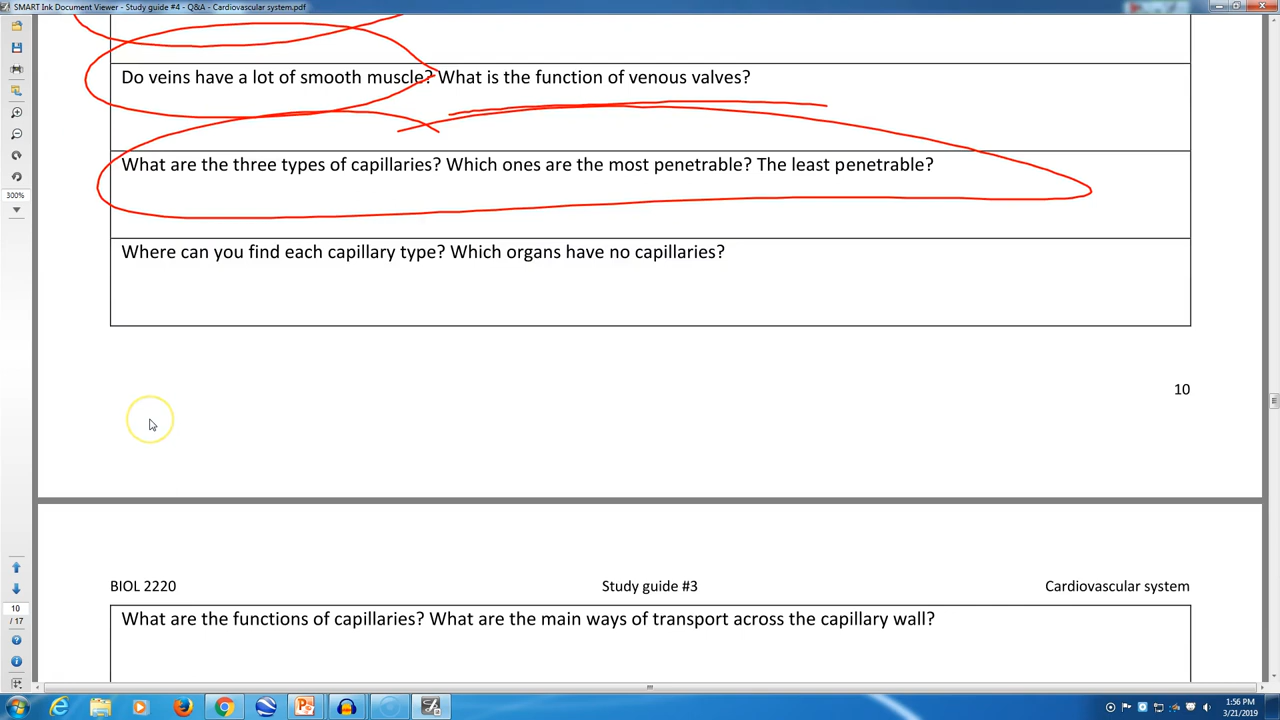 SMART Ink Document Viewer - Study guide #4 - Q&A - Cardiovascular system.pdf
Do veins have a lot of smooth muscle? What is the function of venous valves?
What are the three types of capillaries? Which ones are the most penetrable? The least penetrable?
300%
Where can you find each capillary type? Which organs have no capillaries?
10
BIOL 2220 Study guide #3 Cardiovascular system
10
/ 17
What are the functions of capillaries? What are the main ways of transport across the capillary wall?
1:56 PM
3/21/2019